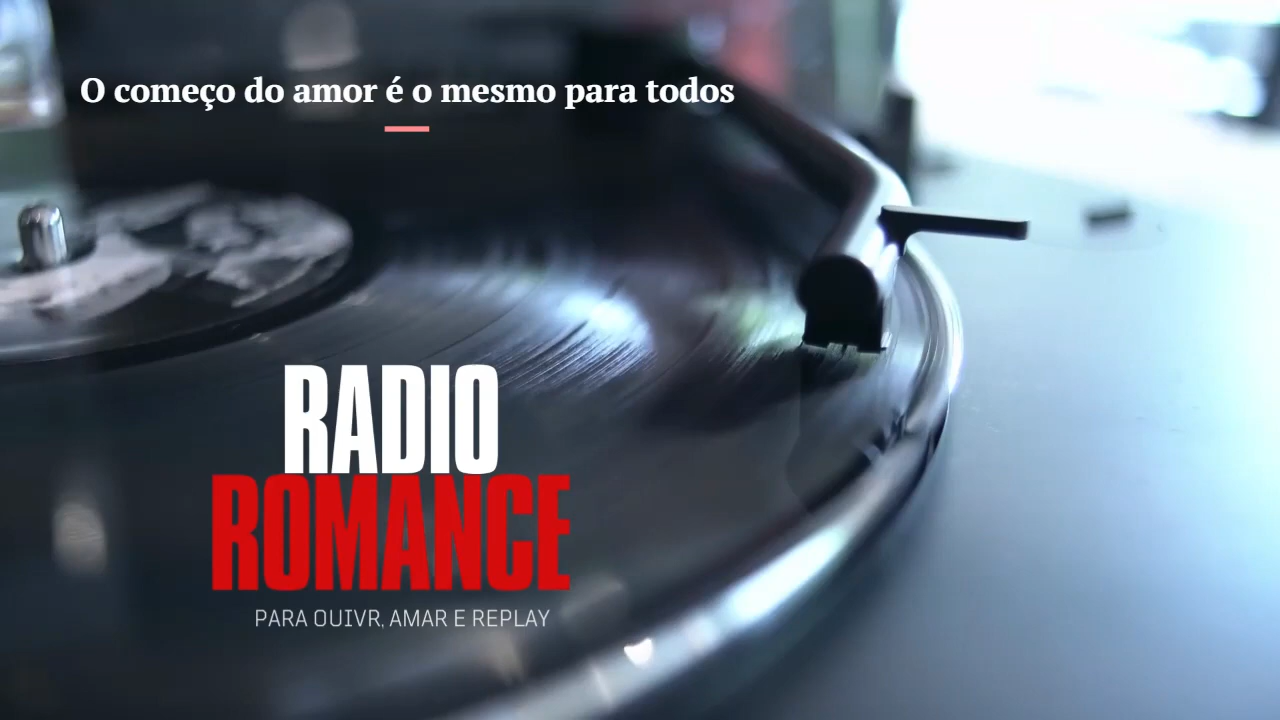 O começo do amor é o mesmo para todos
RADIO
ROMANCE
PARA OUIVR, AMAR E REPLAY